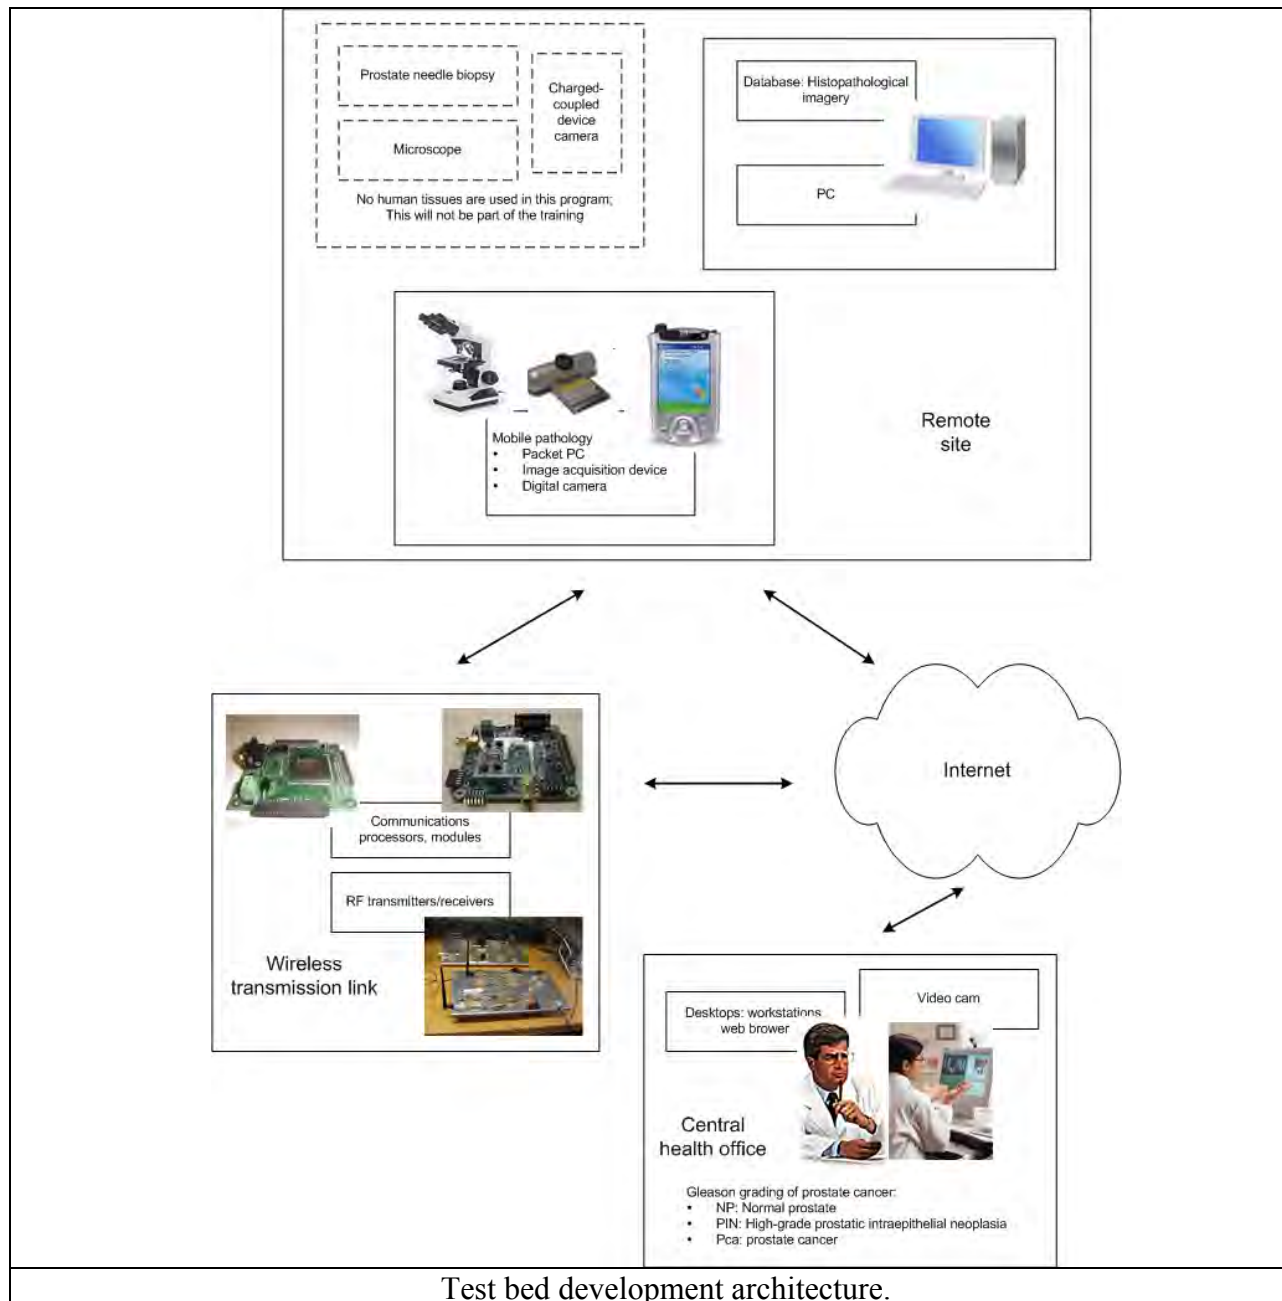 Prostate needle biopsy
Charged-
coupled
device
camera
Microscope
No human tissues are used in this program;
This will not be part of the training
Database: Histopathological
imagery
PC
Mobile pathology
• Packet PC
• Image acquisition device
• Digital camera
Remote
site
Internet
Communications
processors, modules
RF transmitters/receivers
Wireless
transmission link
Desktops: workstations
web brower
Video cam
Central
health office
Gleason grading of prostate cancer:
• NP: Normal prostate
• PIN: High-grade prostatic intraepithelial neoplasia
• Pca: prostate cancer
Test bed development architecture.